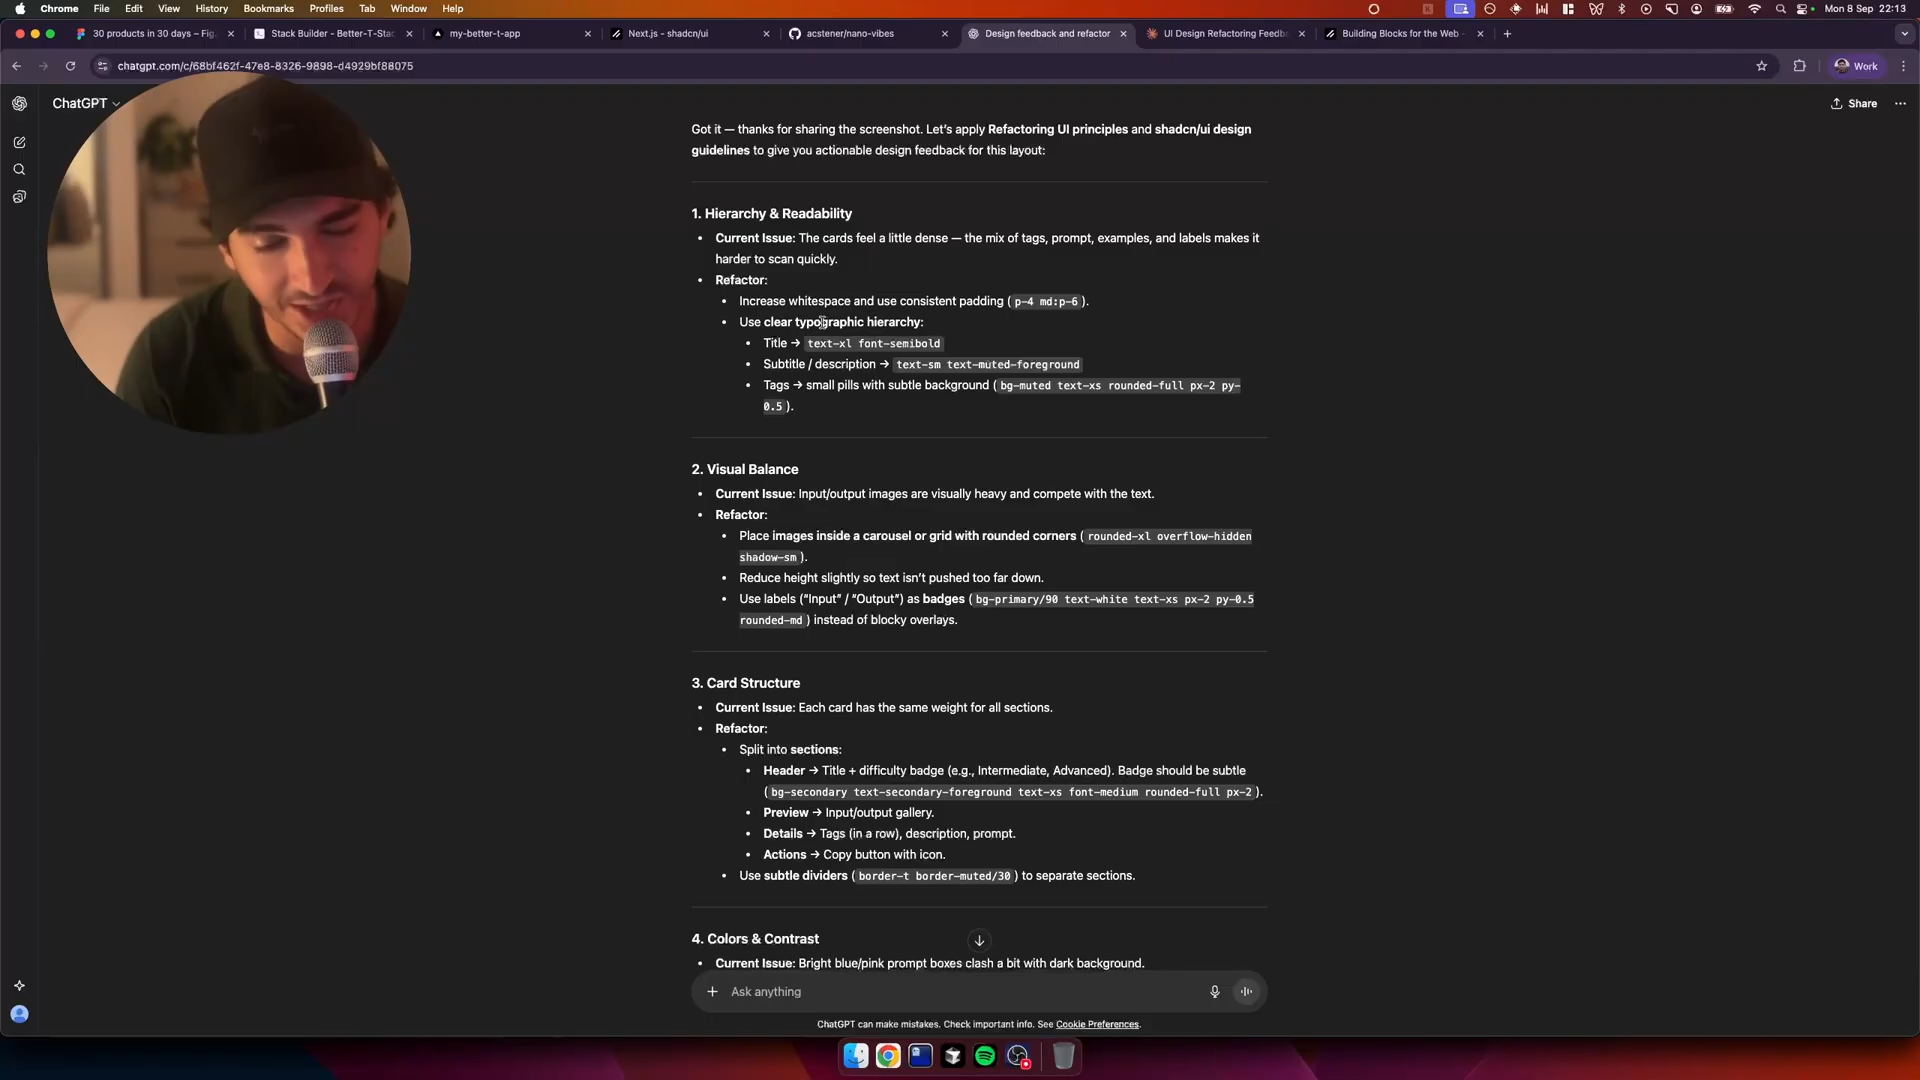 Chrome File Edit View History Bookmarks Profiles Tab Window Help
Mon 8 Sep 22:13
30 products in 30 days – Fig.
Stack Builder - Better-T-Stac
my-better-t-app
Next.js - shadcn/ui
acstener/nano-vibes
Design feedback and refactor
UI Design Refactoring Feedb
Building Blocks for the Web -
chatgpt.com/c/68bf462f-47e8-8326-9898-d4929bf88075
Work
ChatGPT
Share
Got it — thanks for sharing the screenshot. Let’s apply Refactoring UI principles and shadcn/ui design
guidelines to give you actionable design feedback for this layout:
1. Hierarchy & Readability
• Current Issue: The cards feel a little dense — the mix of tags, prompt, examples, and labels makes it
harder to scan quickly.
• Refactor:
• Increase whitespace and use consistent padding ( p-4 md:p-6 ).
• Use clear typographic hierarchy:
• Title → text-xl font-semibold
• Subtitle / description → text-sm text-muted-foreground
• Tags → small pills with subtle background ( bg-muted text-xs rounded-full px-2 py-
0.5 ).
2. Visual Balance
• Current Issue: Input/output images are visually heavy and compete with the text.
• Refactor:
• Place images inside a carousel or grid with rounded corners ( rounded-xl overflow-hidden
shadow-sm ).
• Reduce height slightly so text isn’t pushed too far down.
• Use labels (“Input” / “Output”) as badges ( bg-primary/90 text-white text-xs px-2 py-0.5
rounded-md ) instead of blocky overlays.
3. Card Structure
• Current Issue: Each card has the same weight for all sections.
• Refactor:
• Split into sections:
• Header → Title + difficulty badge (e.g., Intermediate, Advanced). Badge should be subtle
( bg-secondary text-secondary-foreground text-xs font-medium rounded-full px-2 ).
• Preview → Input/output gallery.
• Details → Tags (in a row), description, prompt.
• Actions → Copy button with icon.
• Use subtle dividers ( border-t border-muted/30 ) to separate sections.
4. Colors & Contrast
• Current Issue: Bright blue/pink prompt boxes clash a bit with dark background.
Ask anything
ChatGPT can make mistakes. Check important info. See Cookie Preferences.